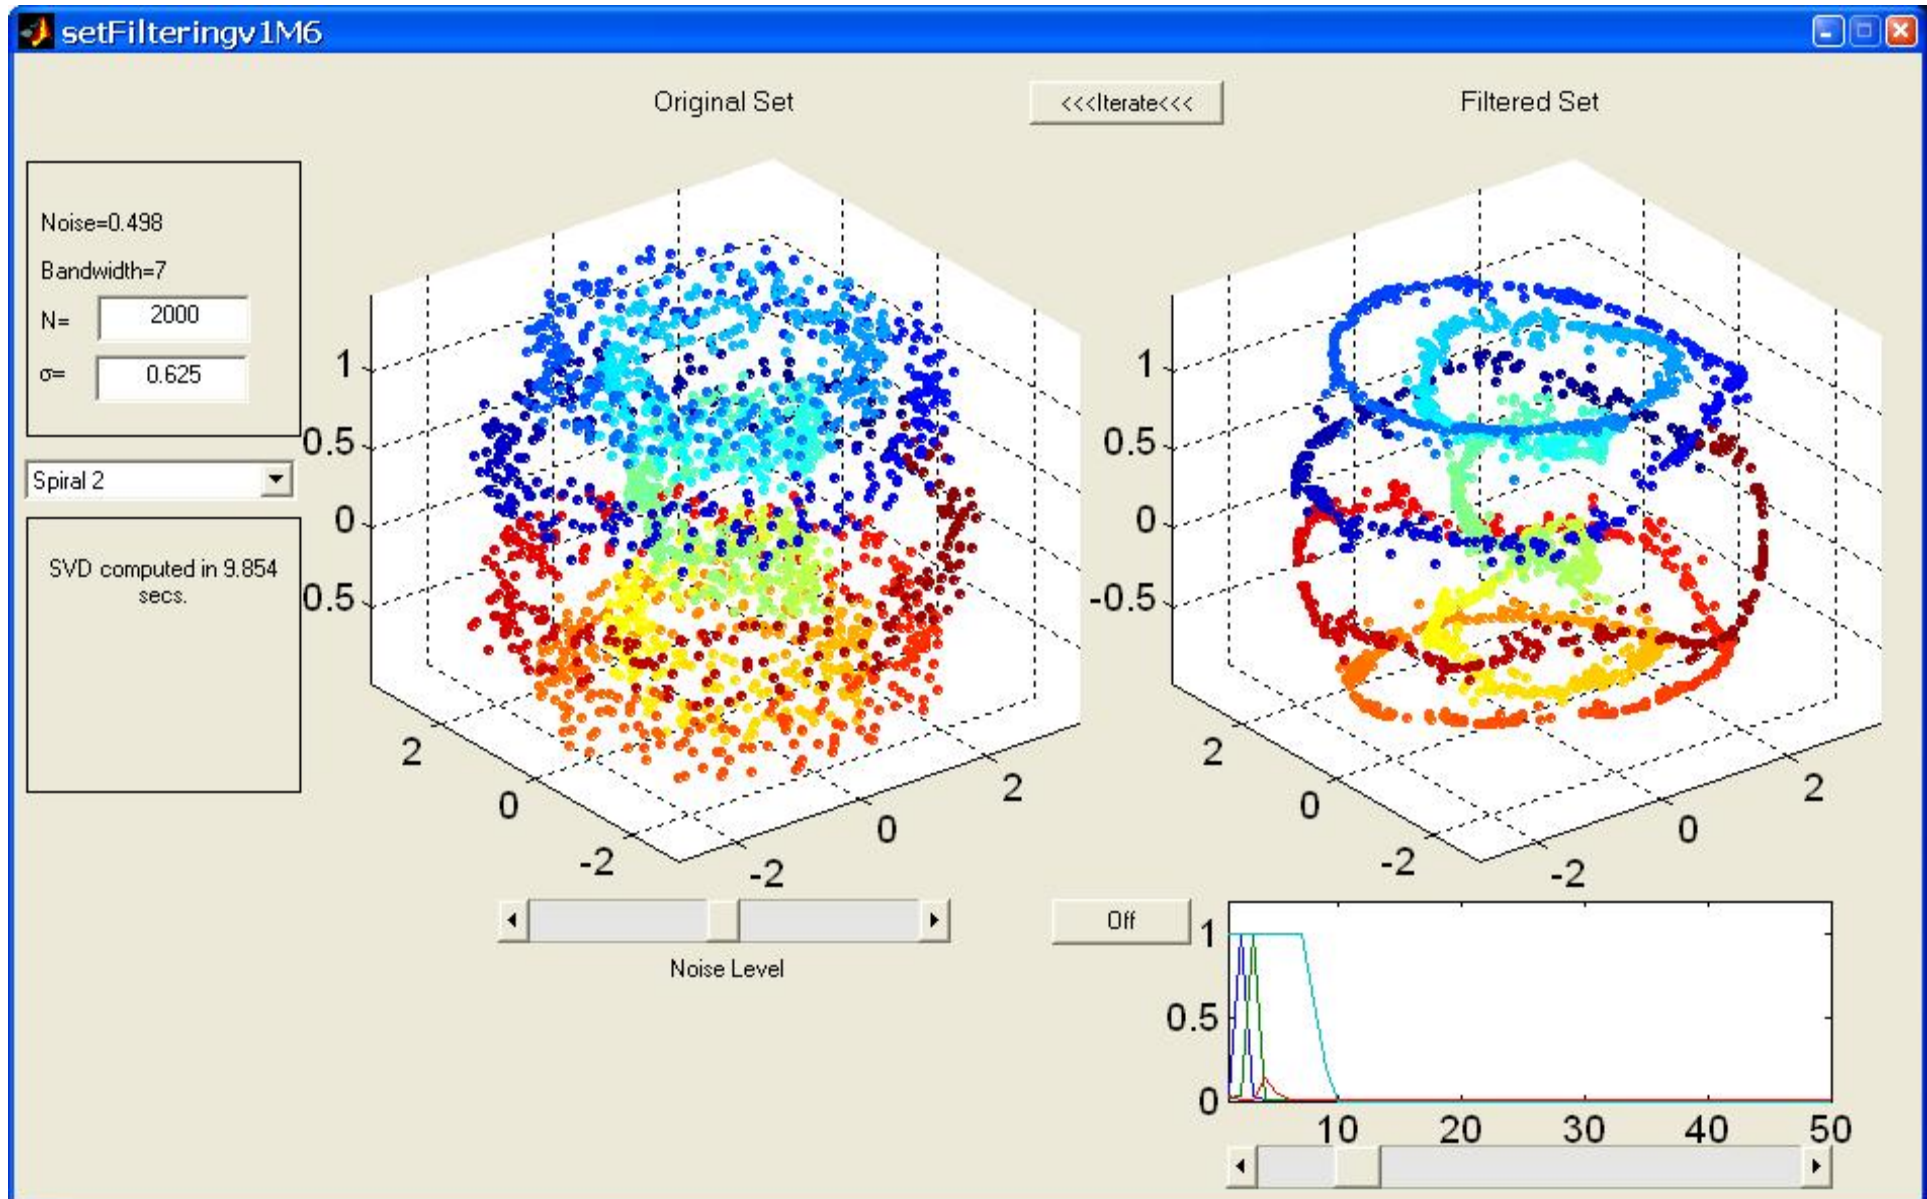 setFilteringv1M6
Original Set
<<<Iterate<<<
Filtered Set
Noise=0.498
Bandwidth=7
N=
2000
σ=
0.625
Spiral 2
SVD computed in 9.854
secs.
1
0.5
0
0.5
2
0
-2
-2
0
2
1
0.5
0
-0.5
2
0
-2
-2
0
2
Noise Level
Off
1
0.5
0
10
20
30
40
50